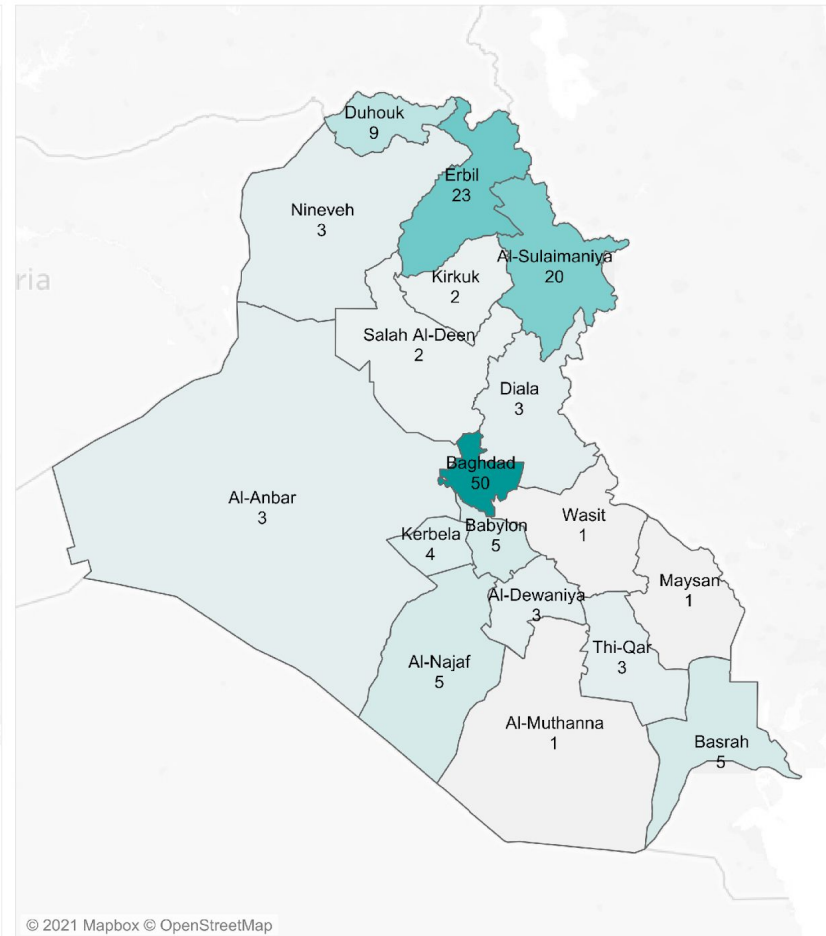 Duhouk
9
Erbil
23
Nineveh
3
Al-Sulaimaniya
20
ria
Kirkuk
2
Salah Al-Deen
2
Diala
3
Baghdad
50
Al-Anbar
3
Wasit
1
Babylon
5
Kerbela
4
Maysan
1
Al-Dewaniya
3
Thi-Qar
3
Al-Najaf
5
Al-Muthanna
1
Basrah
5
© 2021 Mapbox © OpenStreetMap